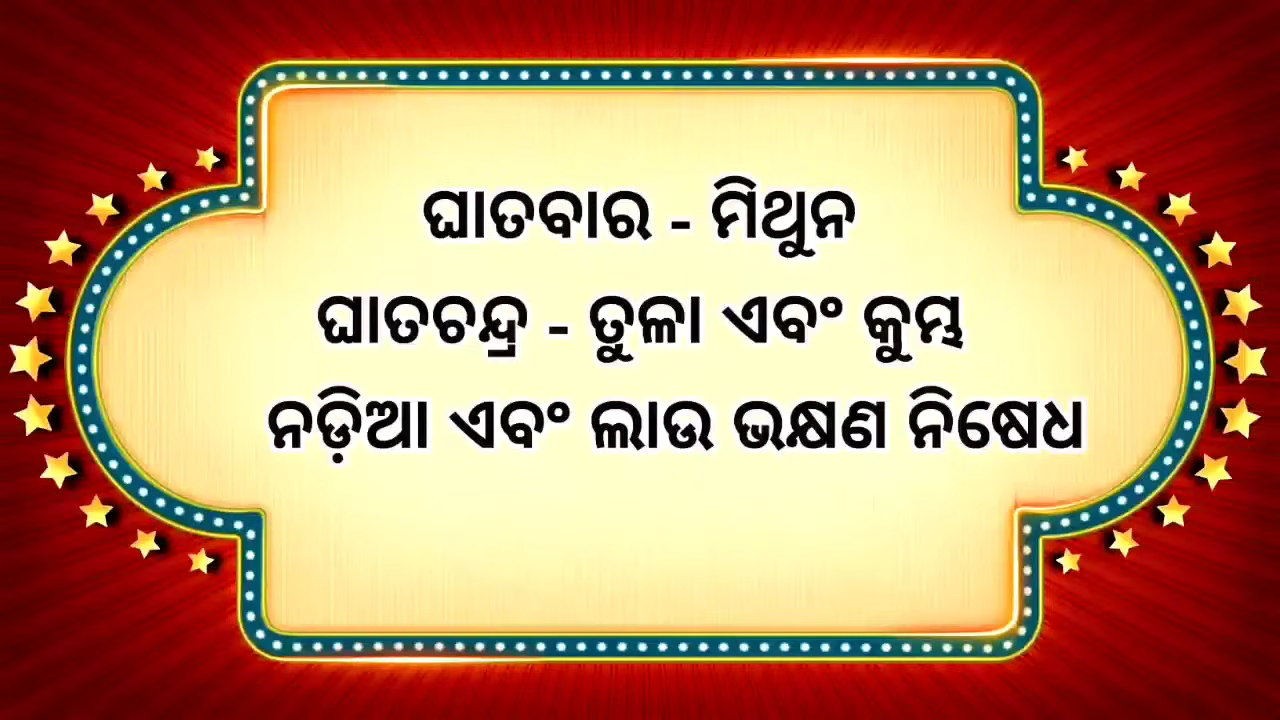 ଘାତବାର - ମିଥୁନ
ଘାତଚନ୍ଦ୍ର - ତୁଳା ଏବଂ କୁମ୍ଭ
ନଡ଼ିଆ ଏବଂ ଲାଉ ଭକ୍ଷଣ ନିଷେଧ